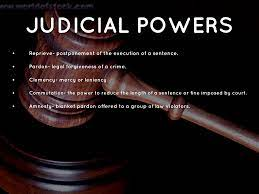 www.worldofstock.com
JUDICIAL POWERS
• Reprieve- postponement of the execution of a sentence.
• Pardon- legal forgiveness of a crime.
• Clemency- mercy or leniency
• Commutation- the power to reduce the length of a sentence or fine imposed by court.
• Amnesty- blanket pardon offered to a group of law violators.